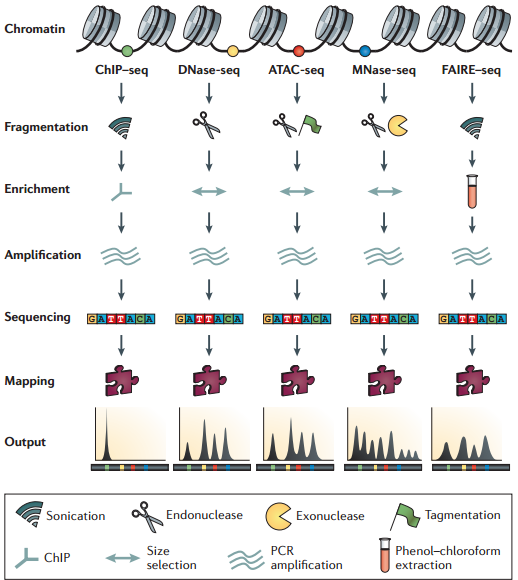 Chromatin
ChIP–seq DNase-seq ATAC-seq MNase-seq FAIRE–seq
Fragmentation
Enrichment
Amplification
Sequencing GATTACA GATTACA GATTACA GATTACA GATTACA
Mapping
Output
Sonication Endonuclease Exonuclease Tagmentation
ChIP Size selection PCR amplification Phenol–chloroform extraction